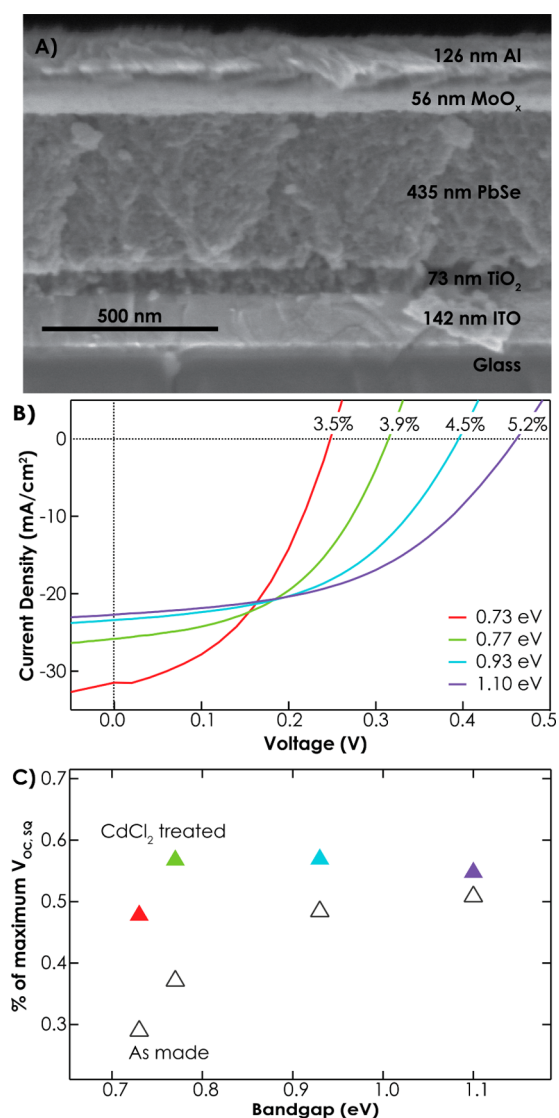 A)
126 nm Al
56 nm MoOₓ
435 nm PbSe
73 nm TiO₂
500 nm
142 nm ITO
Glass
B)
3.5% 3.9% 4.5% 5.2%
0
-10
-20
-30
Current Density (mA/cm²)
0.73 eV
0.77 eV
0.93 eV
1.10 eV
0.0 0.1 0.2 0.3 0.4 0.5
Voltage (V)
C)
0.7
0.6
0.5
0.4
0.3
% of maximum V_OC, SQ
CdCl₂ treated
As made
0.7 0.8 0.9 1.0 1.1
Bandgap (eV)